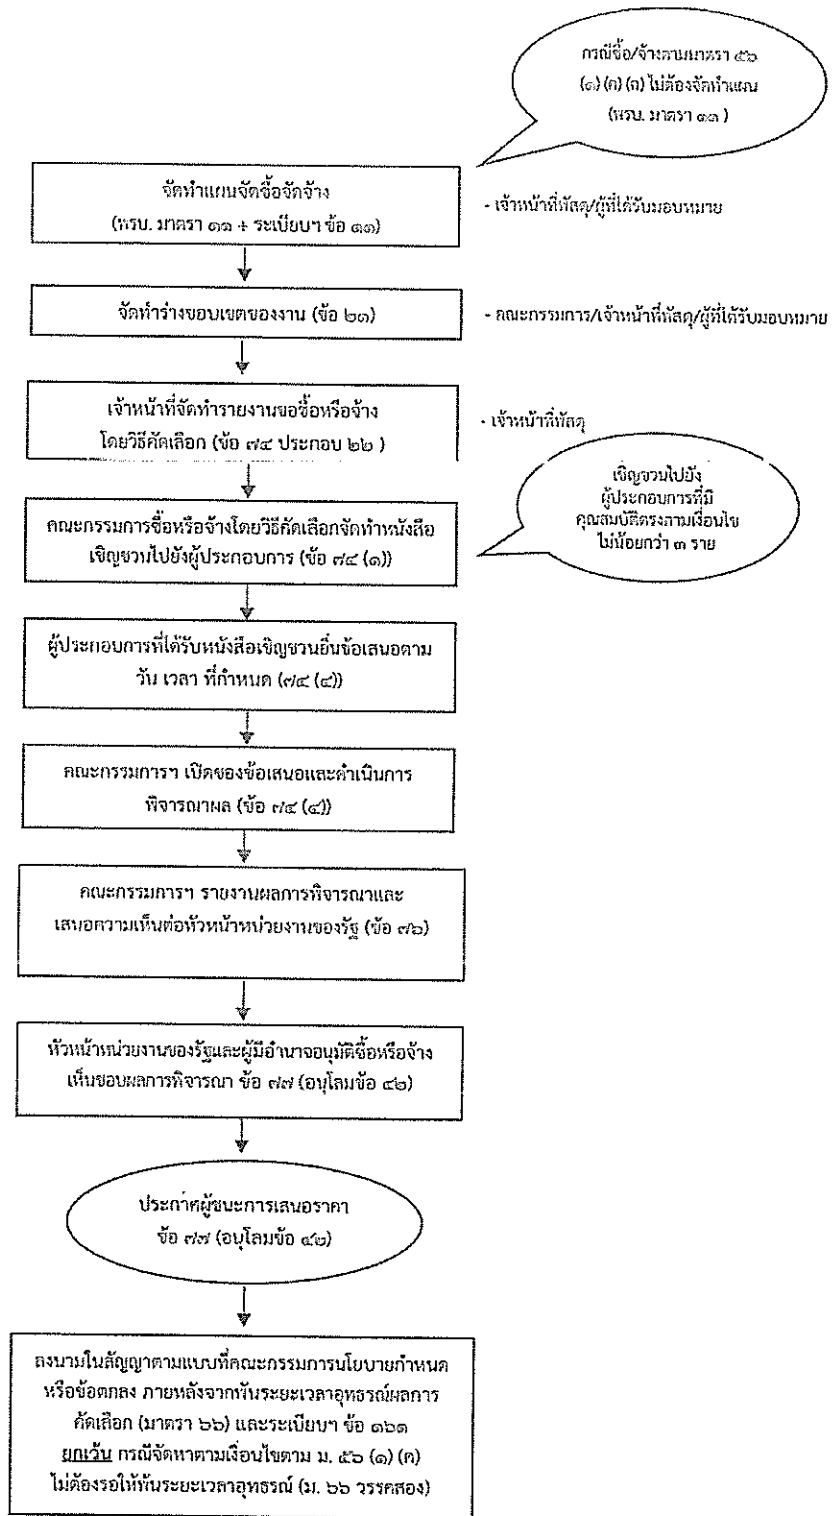 กรณีซื้อ/จ้างตามมาตรา ๕๖
(๑) (ค) (ฉ) ไม่ต้องจัดทำแผน
(พรบ. มาตรา ๑๑ )
จัดทำแผนจัดซื้อจัดจ้าง
(พรบ. มาตรา ๑๑ + ระเบียบฯ ข้อ ๑๑)
- เจ้าหน้าที่พัสดุ/ผู้ที่ได้รับมอบหมาย
จัดทำร่างขอบเขตของงาน (ข้อ ๒๑)
- คณะกรรมการ/เจ้าหน้าที่พัสดุ/ผู้ที่ได้รับมอบหมาย
เจ้าหน้าที่จัดทำรายงานขอซื้อหรือจ้าง
โดยวิธีคัดเลือก (ข้อ ๗๔ ประกอบ ๒๒ )
- เจ้าหน้าที่พัสดุ
เชิญชวนไปยัง
ผู้ประกอบการที่มี
คุณสมบัติตรงตามเงื่อนไข
ไม่น้อยกว่า ๓ ราย
คณะกรรมการซื้อหรือจ้างโดยวิธีคัดเลือกจัดทำหนังสือ
เชิญชวนไปยังผู้ประกอบการ (ข้อ ๗๔ (๑))
ผู้ประกอบการที่ได้รับหนังสือเชิญชวนยื่นข้อเสนอตาม
วัน เวลา ที่กำหนด (๗๔ (๔))
คณะกรรมการฯ เปิดซองข้อเสนอและดำเนินการ
พิจารณาผล (ข้อ ๗๔ (๔))
คณะกรรมการฯ รายงานผลการพิจารณาและ
เสนอความเห็นต่อหัวหน้าหน่วยงานของรัฐ (ข้อ ๗๖)
หัวหน้าหน่วยงานของรัฐและผู้มีอำนาจอนุมัติซื้อหรือจ้าง
เห็นชอบผลการพิจารณา ข้อ ๗๗ (อนุโลมข้อ ๔๒)
ประกาศผู้ชนะการเสนอราคา
ข้อ ๗๗ (อนุโลมข้อ ๔๒)
ลงนามในสัญญาตามแบบที่คณะกรรมการนโยบายกำหนด
หรือข้อตกลง ภายหลังจากพ้นระยะเวลาอุทธรณ์ผลการ
คัดเลือก (มาตรา ๖๖) และระเบียบฯ ข้อ ๑๖๑
ยกเว้น กรณีจัดหาตามเงื่อนไขตาม ม. ๕๖ (๑) (ค)
ไม่ต้องรอให้พ้นระยะเวลาอุทธรณ์ (ม. ๖๖ วรรคสอง)